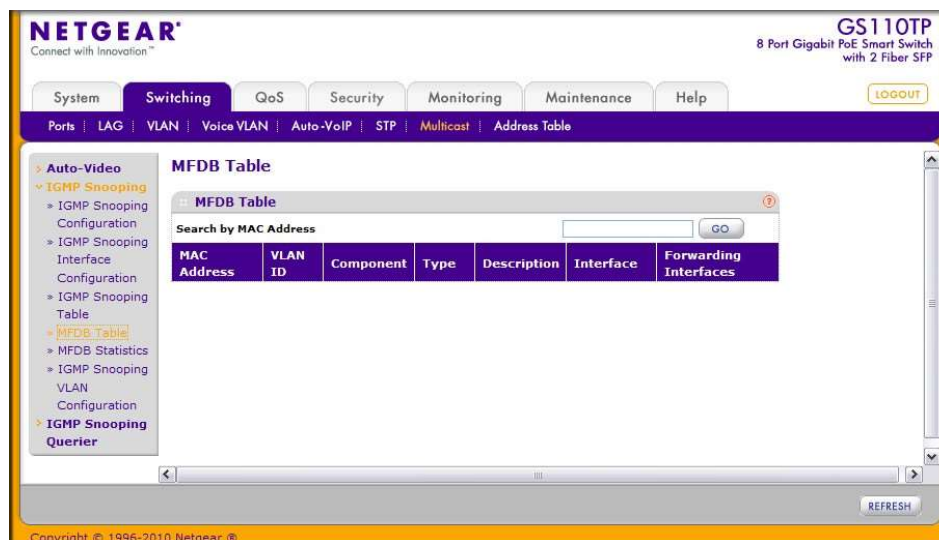 NETGEAR®
Connect with Innovation™
GS110TP
8 Port Gigabit PoE Smart Switch
with 2 Fiber SFP
System Switching QoS Security Monitoring Maintenance Help LOGOUT
Ports | LAG | VLAN | Voice VLAN | Auto-VoIP | STP | Multicast | Address Table
Auto-Video
IGMP Snooping
» IGMP Snooping
Configuration
» IGMP Snooping
Interface
Configuration
» IGMP Snooping
Table
» MFDB Table
» MFDB Statistics
» IGMP Snooping
VLAN
Configuration
IGMP Snooping
Querier
MFDB Table
MFDB Table ?
Search by MAC Address GO
MAC Address VLAN ID Component Type Description Interface Forwarding Interfaces
REFRESH
Copyright © 1996-2010 Netgear ®